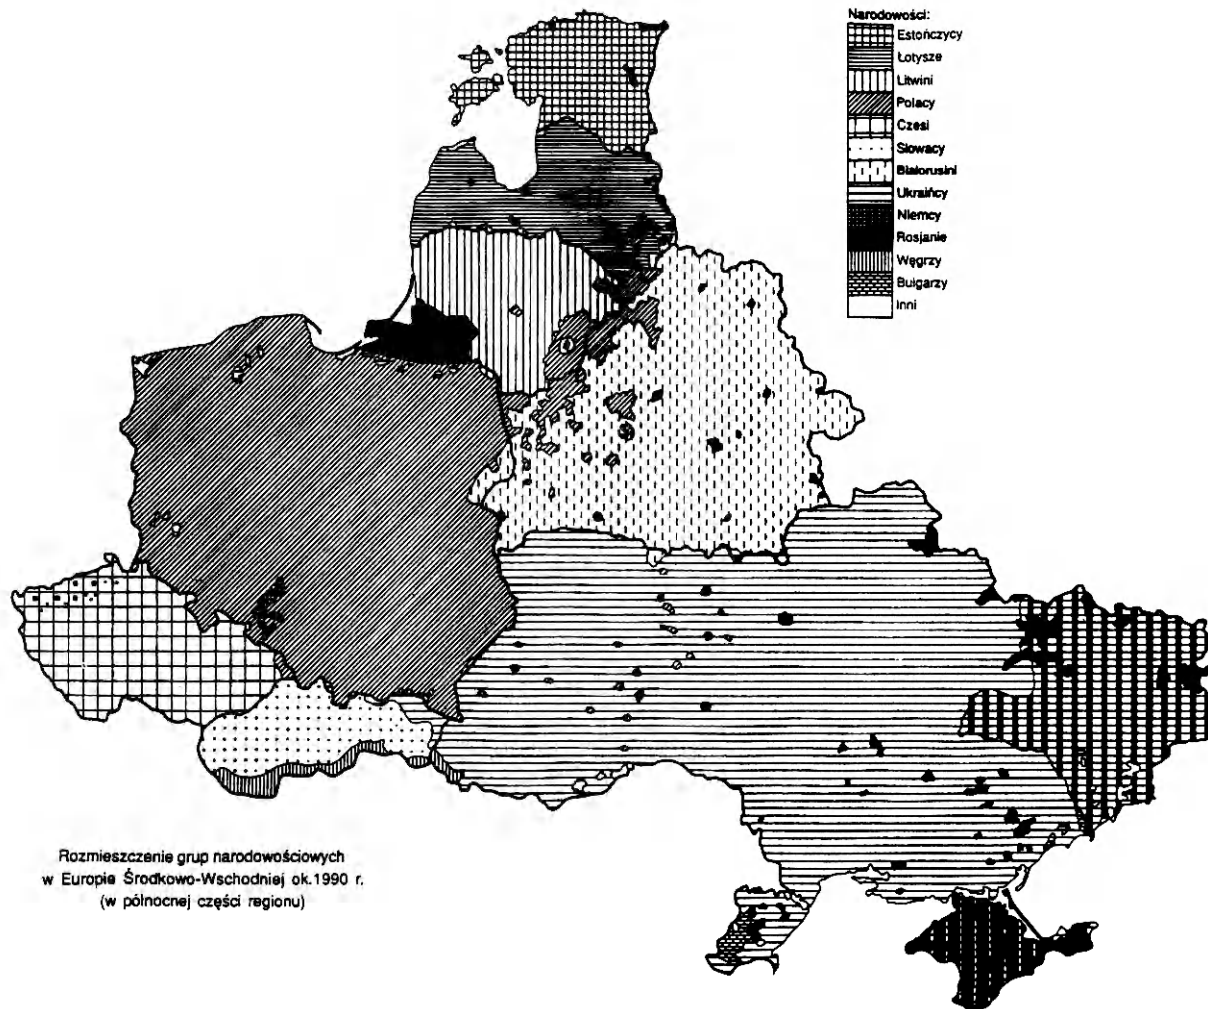 Narodowości:
Estończycy
Łotysze
Litwini
Polacy
Czesi
Słowacy
Białorusini
Ukraińcy
Niemcy
Rosjanie
Węgrzy
Bułgarzy
Inni
Rozmieszczenie grup narodowościowych
w Europie Środkowo-Wschodniej ok.1990 r.
(w północnej części regionu)